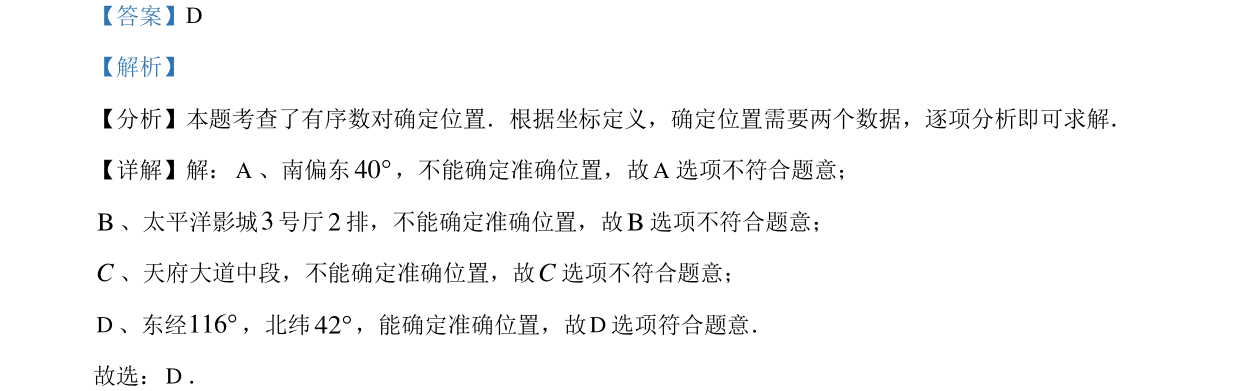 【答案】D
【解析】
【分析】本题考查了有序数对确定位置．根据坐标定义，确定位置需要两个数据，逐项分析即可求解．
【详解】解：A、南偏东40°，不能确定准确位置，故A选项不符合题意；
B、太平洋影城3号厅2排，不能确定准确位置，故B选项不符合题意；
C、天府大道中段，不能确定准确位置，故C选项不符合题意；
D、东经116°，北纬42°，能确定准确位置，故D选项符合题意．
故选：D．